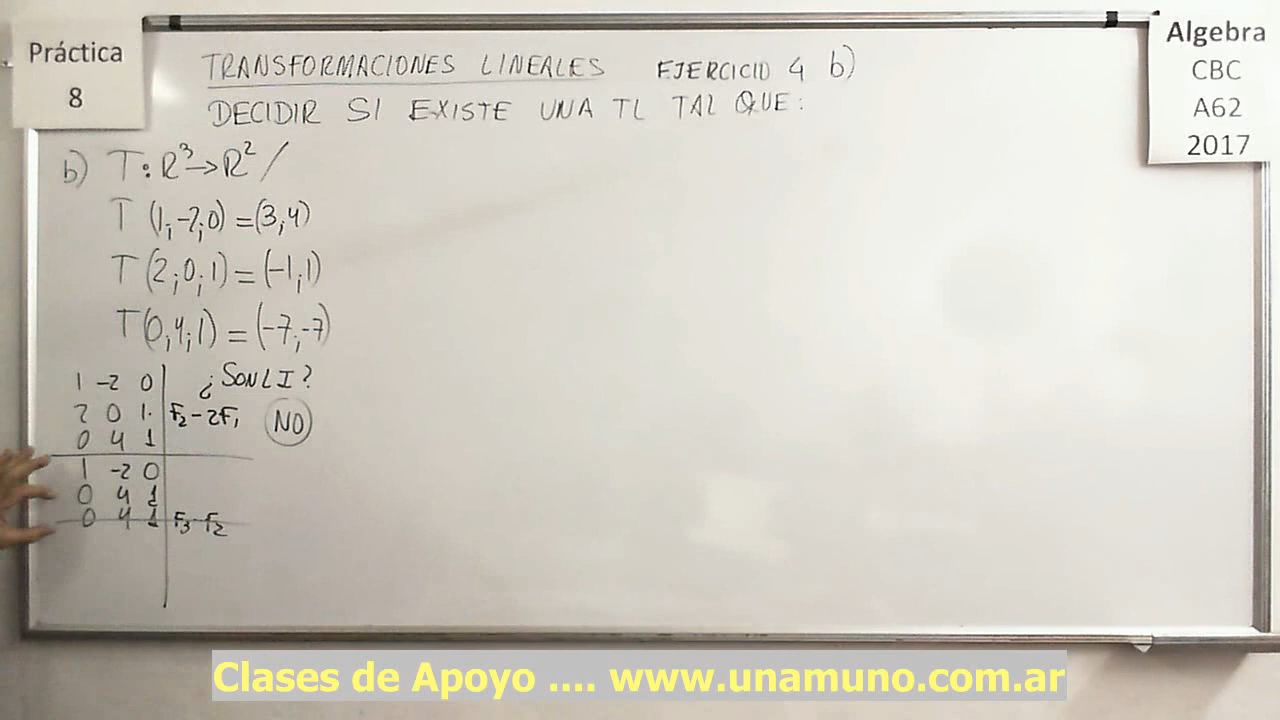 Práctica
8
Algebra
CBC
A62
2017
TRANSFORMACIONES LINEALES EJERCICIO 4 b)
DECIDIR SI EXISTE UNA TL TAL QUE:
b) T: R³→R² /
T (1;-2;0) = (3;4)
T (2;0;1) = (-1;1)
T (0;4;1) = (-7;-7)
1 -2 0 ¿SON LI?
2 0 1 F₂-2F₁ NO
0 4 1
1 -2 0
0 4 1
0 4 1 F₃-F₂
Clases de Apoyo .... www.unamuno.com.ar